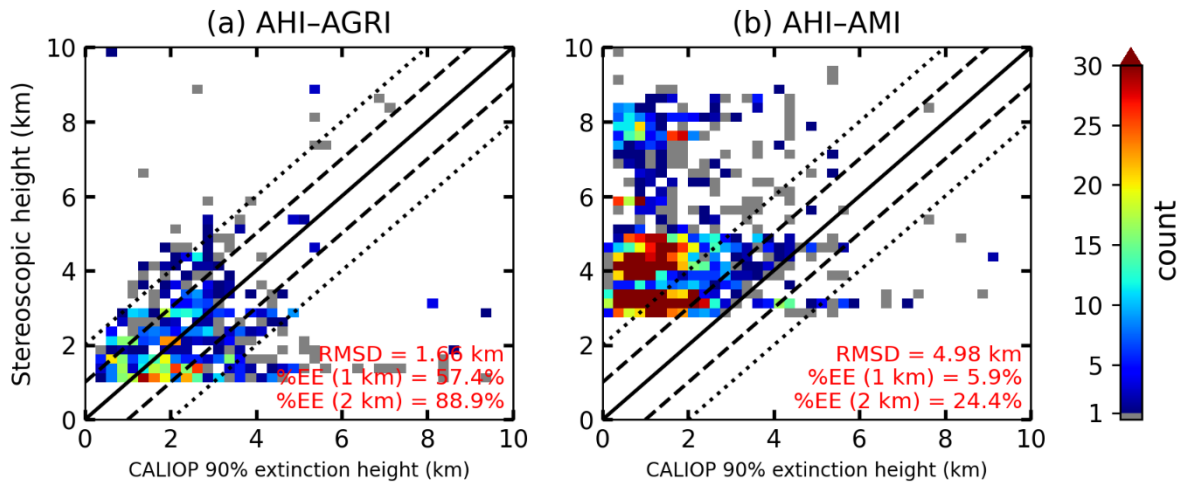 (a) AHI–AGRI
(b) AHI–AMI
Stereoscopic height (km)
10
8
6
4
2
0
RMSD = 1.66 km
%EE (1 km) = 57.4%
%EE (2 km) = 88.9%
0 2 4 6 8 10
CALIOP 90% extinction height (km)
10
8
6
4
2
0
RMSD = 4.98 km
%EE (1 km) = 5.9%
%EE (2 km) = 24.4%
0 2 4 6 8 10
CALIOP 90% extinction height (km)
30
20
15
10
5
1
count